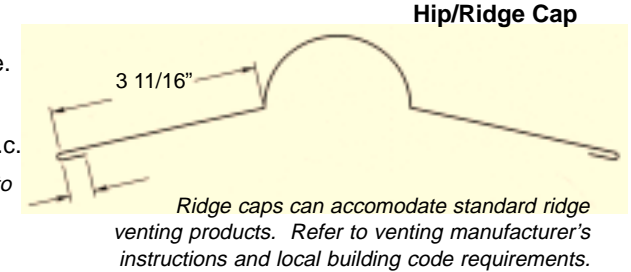 Hip/Ridge Cap
e.
3 11/16”
.c.
to
Ridge caps can accomodate standard ridge
venting products. Refer to venting manufacturer’s
instructions and local building code requirements.